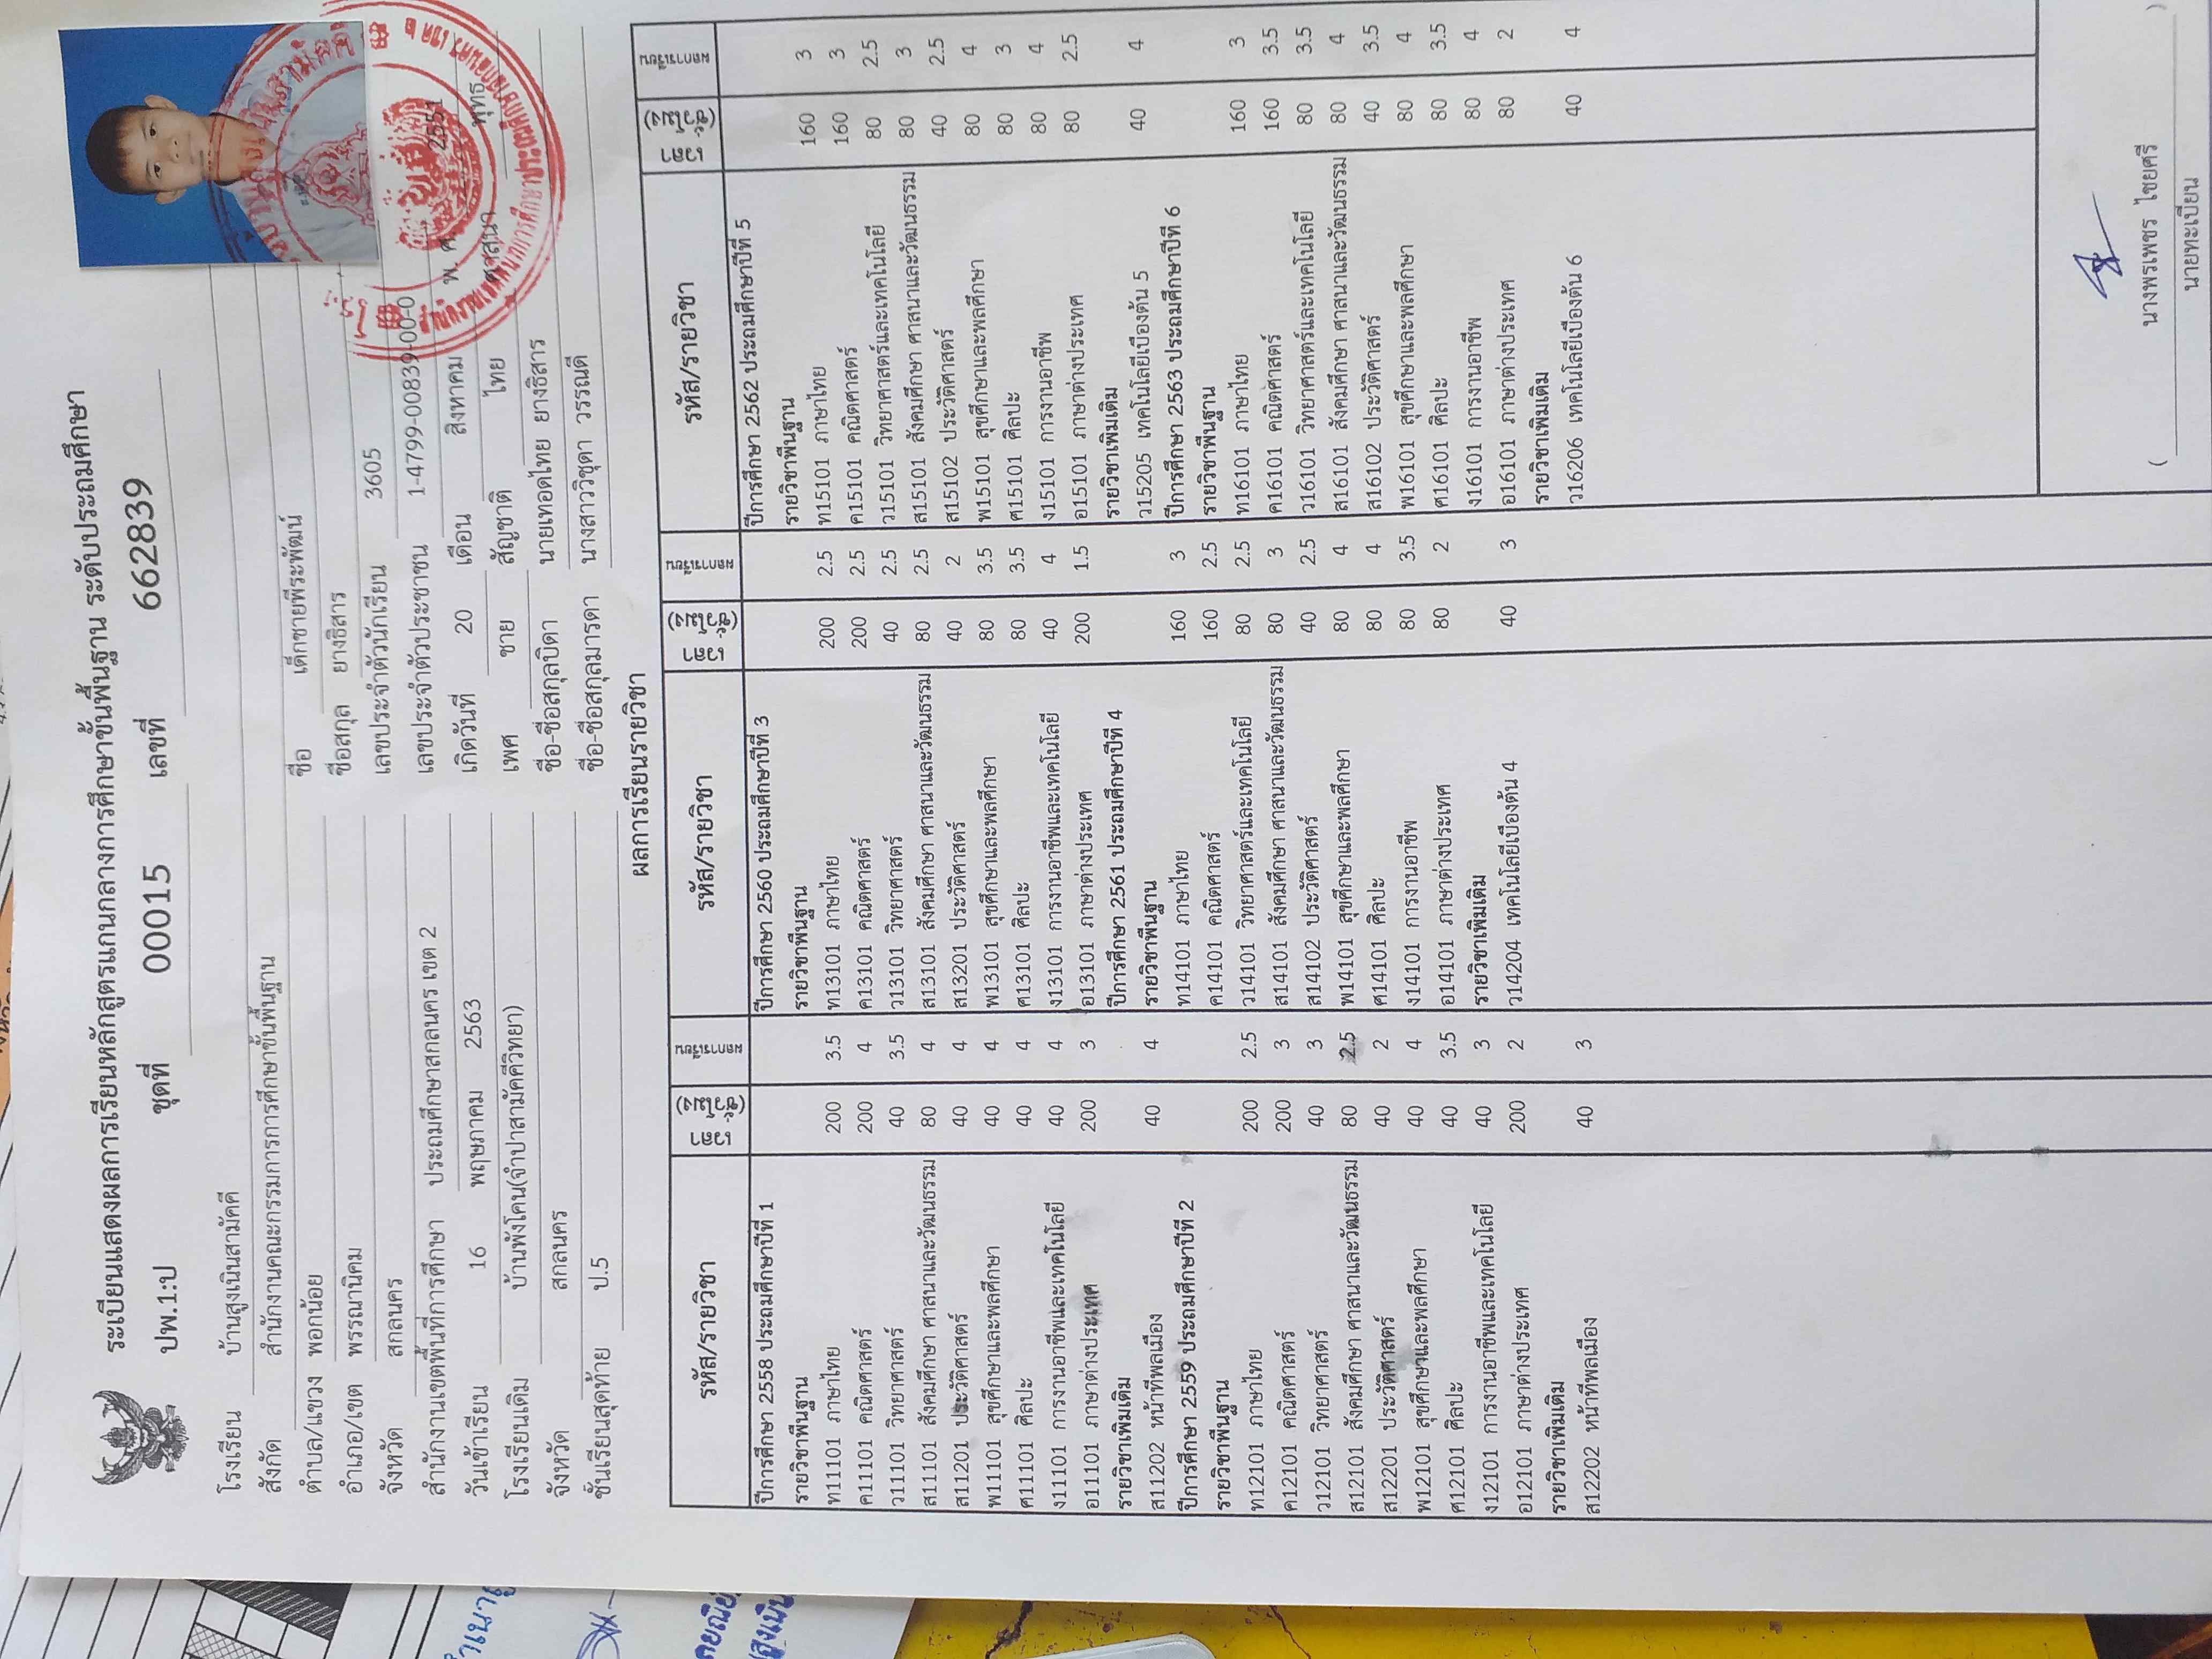 ระเบียนแสดงผลการเรียนหลักสูตรแกนกลางการศึกษาขั้นพื้นฐาน ระดับประถมศึกษา
ปพ.1:ป ชุดที่ 00015 เลขที่ 662839
โรงเรียน บ้านสูงเนินสามัคคี
สังกัด สำนักงานคณะกรรมการการศึกษาขั้นพื้นฐาน
ตำบล/แขวง พอกน้อย
อำเภอ/เขต พรรณานิคม
จังหวัด สกลนคร
สำนักงานเขตพื้นที่การศึกษา ประถมศึกษาสกลนคร เขต 2
วันเข้าเรียน 16 พฤษภาคม 2563
โรงเรียนเดิม บ้านพังโคน(จำปาสามัคคีวิทยา)
จังหวัด สกลนคร
ชั้นเรียนสุดท้าย ป.5
ชื่อ เด็กชายพีระพัฒน์
ชื่อสกุล ยางธิสาร
เลขประจำตัวนักเรียน 3605
เลขประจำตัวประชาชน 1-4799-00839-00-0
เกิดวันที่ 20 เดือน สิงหาคม พ.ศ. 2551
เพศ ชาย สัญชาติ ไทย ศาสนา พุทธ
ชื่อ-ชื่อสกุลบิดา นายเทอดไทย ยางธิสาร
ชื่อ-ชื่อสกุลมารดา นางสาววิชุดา วรรณดี
ผลการเรียนรายวิชา
รหัส/รายวิชา เวลา (ชั่วโมง) ผลการเรียน
ปีการศึกษา 2558 ประถมศึกษาปีที่ 1
รายวิชาพื้นฐาน
ท11101 ภาษาไทย 200 3.5
ค11101 คณิตศาสตร์ 200 4
ว11101 วิทยาศาสตร์ 40 3.5
ส11101 สังคมศึกษา ศาสนาและวัฒนธรรม 80 4
ส11201 ประวัติศาสตร์ 40 4
พ11101 สุขศึกษาและพลศึกษา 40 4
ศ11101 ศิลปะ 40 4
ง11101 การงานอาชีพและเทคโนโลยี 40 4
อ11101 ภาษาต่างประเทศ 200 3
รายวิชาเพิ่มเติม
ส11202 หน้าที่พลเมือง 40 4
ปีการศึกษา 2559 ประถมศึกษาปีที่ 2
รายวิชาพื้นฐาน
ท12101 ภาษาไทย 200 2.5
ค12101 คณิตศาสตร์ 200 3
ว12101 วิทยาศาสตร์ 40 3
ส12101 สังคมศึกษา ศาสนาและวัฒนธรรม 80 2.5
ส12201 ประวัติศาสตร์ 40 2
พ12101 สุขศึกษาและพลศึกษา 40 4
ศ12101 ศิลปะ 40 3.5
ง12101 การงานอาชีพและเทคโนโลยี 40 3
อ12101 ภาษาต่างประเทศ 200 2
รายวิชาเพิ่มเติม
ส12202 หน้าที่พลเมือง 40 3
รหัส/รายวิชา เวลา (ชั่วโมง) ผลการเรียน
ปีการศึกษา 2560 ประถมศึกษาปีที่ 3
รายวิชาพื้นฐาน
ท13101 ภาษาไทย 200 2.5
ค13101 คณิตศาสตร์ 200 2.5
ว13101 วิทยาศาสตร์ 40 2.5
ส13101 สังคมศึกษา ศาสนาและวัฒนธรรม 80 2.5
ส13201 ประวัติศาสตร์ 40 2
พ13101 สุขศึกษาและพลศึกษา 80 3.5
ศ13101 ศิลปะ 80 3.5
ง13101 การงานอาชีพและเทคโนโลยี 40 4
อ13101 ภาษาต่างประเทศ 200 1.5
ปีการศึกษา 2561 ประถมศึกษาปีที่ 4
รายวิชาพื้นฐาน
ท14101 ภาษาไทย 160 3
ค14101 คณิตศาสตร์ 160 2.5
ว14101 วิทยาศาสตร์และเทคโนโลยี 80 2.5
ส14101 สังคมศึกษา ศาสนาและวัฒนธรรม 80 3
ส14102 ประวัติศาสตร์ 40 2.5
พ14101 สุขศึกษาและพลศึกษา 80 4
ศ14101 ศิลปะ 80 4
ง14101 การงานอาชีพ 80 3.5
อ14101 ภาษาต่างประเทศ 80 2
รายวิชาเพิ่มเติม
ว14204 เทคโนโลยีเบื้องต้น 4 40 3
รหัส/รายวิชา เวลา (ชั่วโมง) ผลการเรียน
ปีการศึกษา 2562 ประถมศึกษาปีที่ 5
รายวิชาพื้นฐาน
ท15101 ภาษาไทย 160 3
ค15101 คณิตศาสตร์ 160 3
ว15101 วิทยาศาสตร์และเทคโนโลยี 80 2.5
ส15101 สังคมศึกษา ศาสนาและวัฒนธรรม 80 3
ส15102 ประวัติศาสตร์ 40 2.5
พ15101 สุขศึกษาและพลศึกษา 80 4
ศ15101 ศิลปะ 80 3
ง15101 การงานอาชีพ 80 4
อ15101 ภาษาต่างประเทศ 80 2.5
รายวิชาเพิ่มเติม
ว15205 เทคโนโลยีเบื้องต้น 5 40 4
ปีการศึกษา 2563 ประถมศึกษาปีที่ 6
รายวิชาพื้นฐาน
ท16101 ภาษาไทย 160 3
ค16101 คณิตศาสตร์ 160 3.5
ว16101 วิทยาศาสตร์และเทคโนโลยี 80 3.5
ส16101 สังคมศึกษา ศาสนาและวัฒนธรรม 80 4
ส16102 ประวัติศาสตร์ 40 3.5
พ16101 สุขศึกษาและพลศึกษา 80 4
ศ16101 ศิลปะ 80 3.5
ง16101 การงานอาชีพ 80 4
อ16101 ภาษาต่างประเทศ 80 2
รายวิชาเพิ่มเติม
ว16206 เทคโนโลยีเบื้องต้น 6 40 4
( นางพรเพชร ไชยศรี )
นายทะเบียน